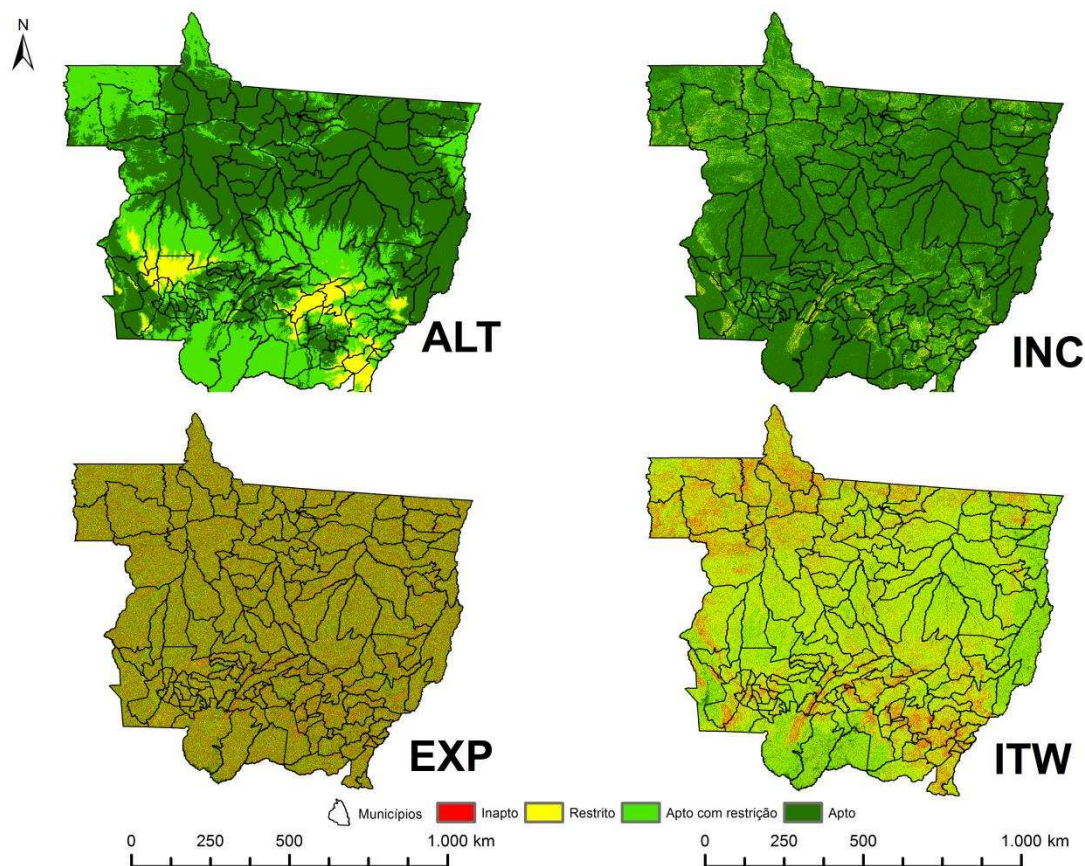 N
ALT
INC
EXP
ITW
Municípios Inapto Restrito Apto com restrição Apto
0 250 500 1.000 km 0 250 500 1.000 km